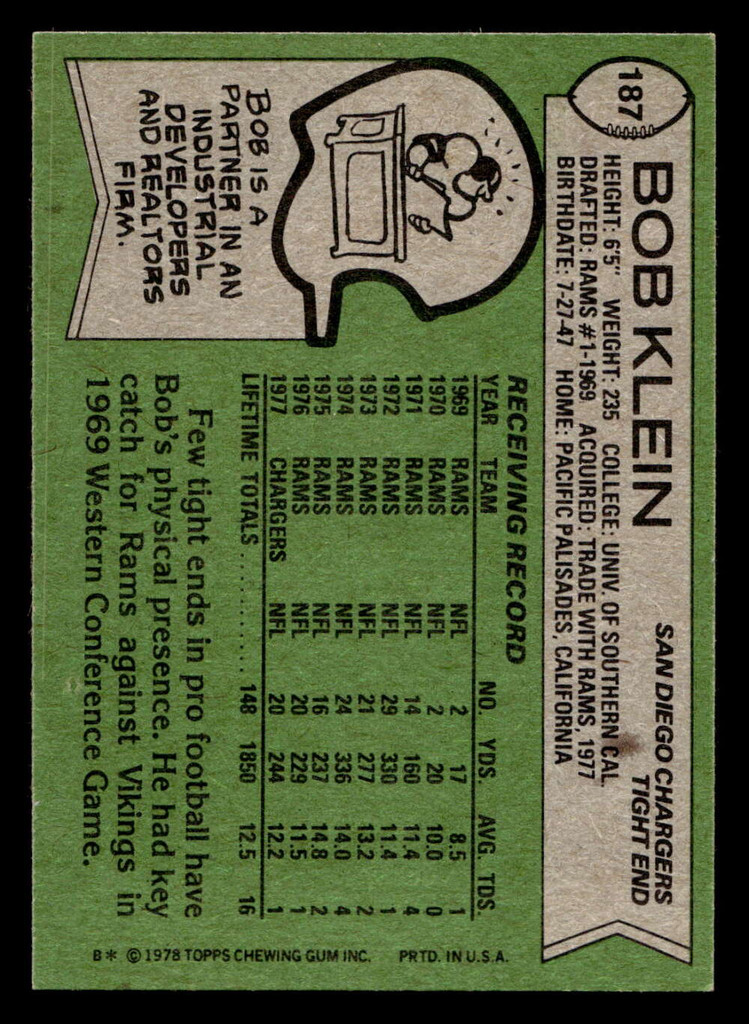 187
BOB KLEIN
SAN DIEGO CHARGERS
TIGHT END
HEIGHT: 6'5" WEIGHT: 235 COLLEGE: UNIV. OF SOUTHERN CAL.
DRAFTED: RAMS #1-1969 ACQUIRED: TRADE WITH RAMS, 1977
BIRTHDATE: 7-27-47 HOME: PACIFIC PALISADES, CALIFORNIA
BOB IS A
PARTNER IN AN
INDUSTRIAL
DEVELOPERS
AND REALTORS
FIRM.
RECEIVING RECORD
YEAR TEAM NO. YDS. AVG. TDS.
1969 RAMS NFL 2 17 8.5 1
1970 RAMS NFL 2 20 10.0 0
1971 RAMS NFL 14 160 11.4 4
1972 RAMS NFL 29 330 11.4 1
1973 RAMS NFL 21 277 13.2 2
1974 RAMS NFL 24 336 14.0 4
1975 RAMS NFL 16 237 14.8 2
1976 RAMS NFL 20 229 11.5 1
1977 CHARGERS NFL 20 244 12.2 1
LIFETIME TOTALS ............ 148 1850 12.5 16
Few tight ends in pro football have
Bob's physical presence. He had key
catch for Rams against Vikings in
1969 Western Conference Game.
B* © 1978 TOPPS CHEWING GUM INC. PRTD. IN U.S.A.